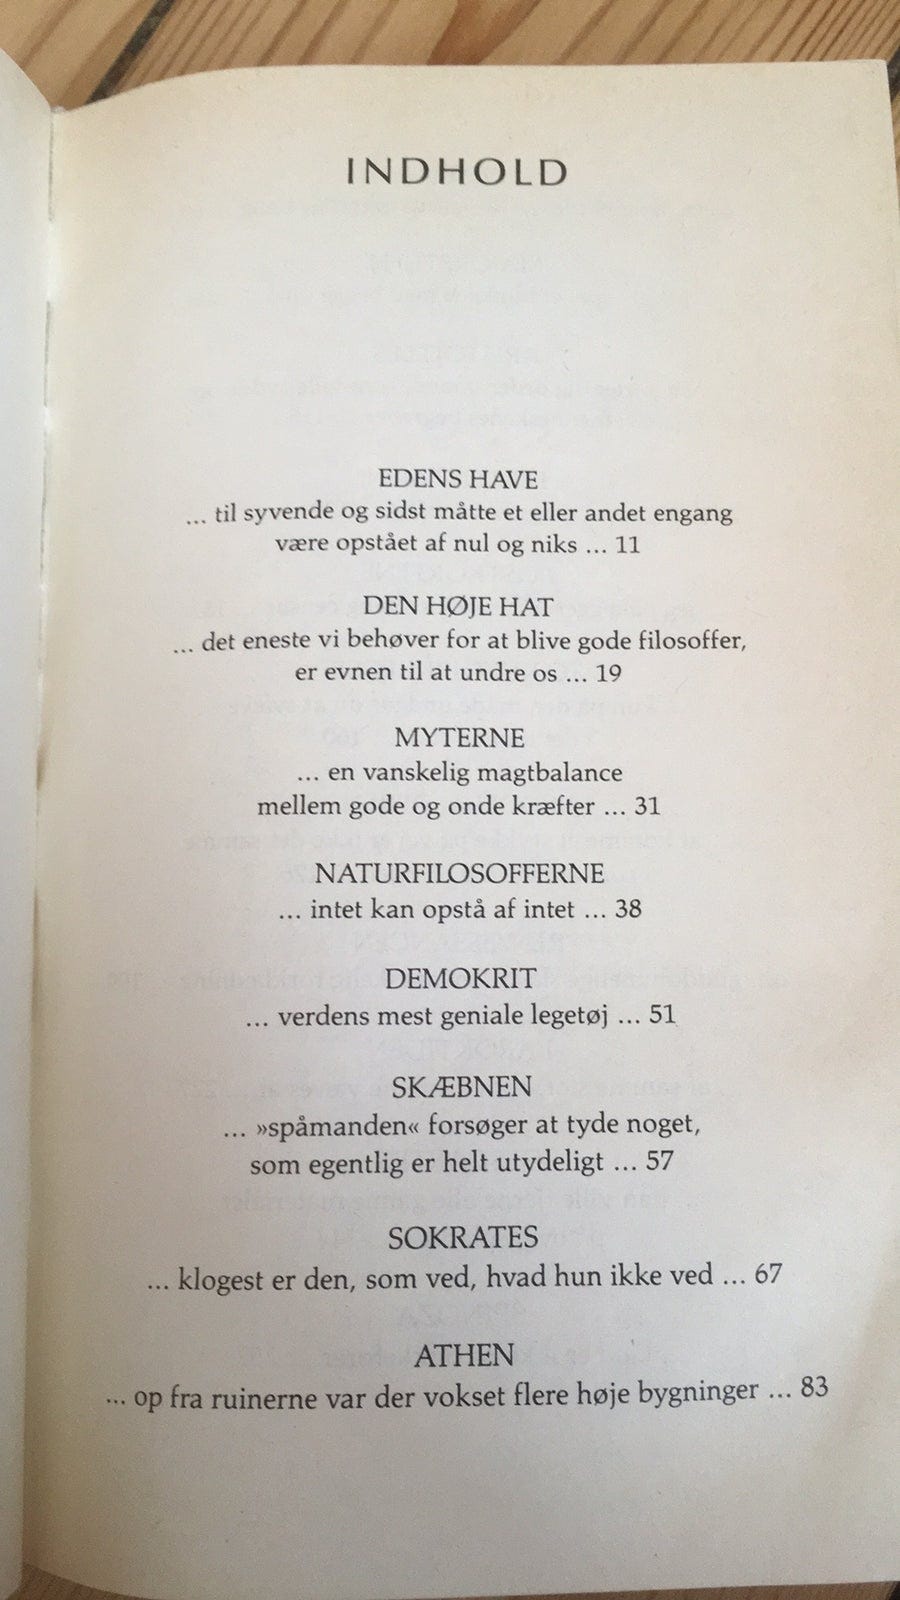 INDHOLD
EDENS HAVE
... til syvende og sidst måtte et eller andet engang
være opstået af nul og niks ... 11
DEN HØJE HAT
... det eneste vi behøver for at blive gode filosoffer,
er evnen til at undre os ... 19
MYTERNE
... en vanskelig magtbalance
mellem gode og onde kræfter ... 31
NATURFILOSOFFERNE
... intet kan opstå af intet ... 38
DEMOKRIT
... verdens mest geniale legetøj ... 51
SKÆBNEN
... »spåmanden« forsøger at tyde noget,
som egentlig er helt utydeligt ... 57
SOKRATES
... klogest er den, som ved, hvad hun ikke ved ... 67
ATHEN
... op fra ruinerne var der vokset flere høje bygninger ... 83